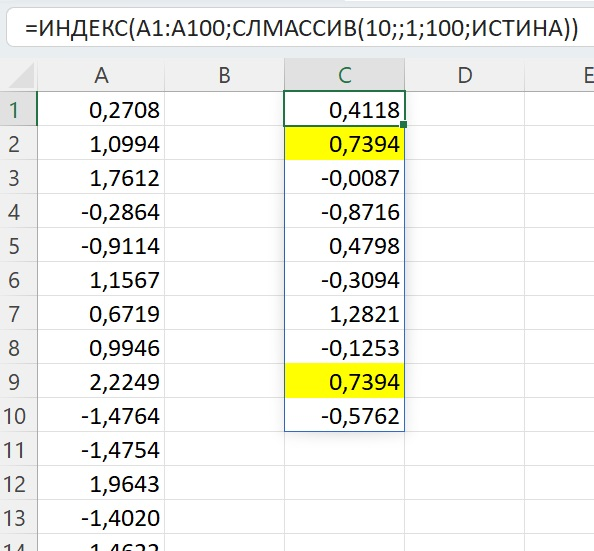 =ИНДЕКС(A1:A100;СЛМАССИВ(10;;1;100;ИСТИНА))
A B C D E
1 0,2708 0,4118
2 1,0994 0,7394
3 1,7612 -0,0087
4 -0,2864 -0,8716
5 -0,9114 0,4798
6 1,1567 -0,3094
7 0,6719 1,2821
8 0,9946 -0,1253
9 2,2249 0,7394
10 -1,4764 -0,5762
11 -1,4754
12 1,9643
13 -1,4020